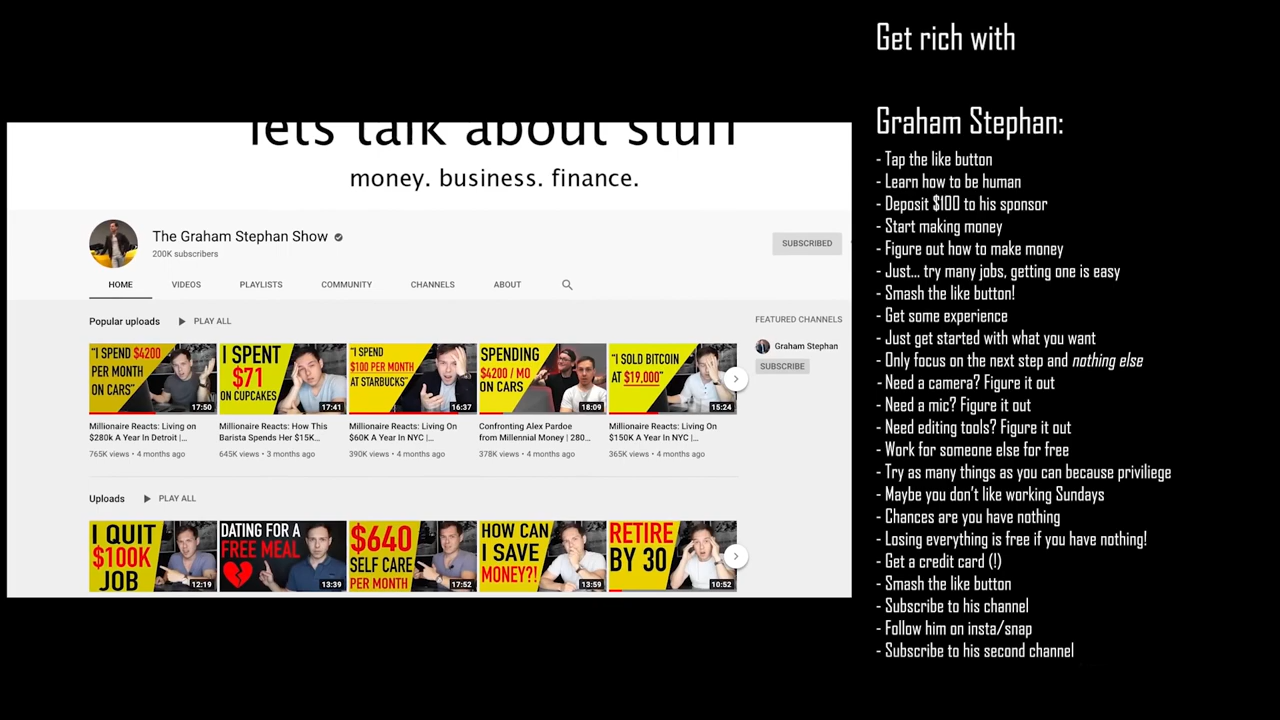 lets talk about stuff
money. business. finance.
The Graham Stephan Show
200K subscribers
SUBSCRIBED
HOME VIDEOS PLAYLISTS COMMUNITY CHANNELS ABOUT
Popular uploads PLAY ALL
FEATURED CHANNELS
Graham Stephan
SUBSCRIBE
"I SPEND $4200
PER MONTH
ON CARS"
17:50
Millionaire Reacts: Living on
$280k A Year In Detroit |...
765K views • 4 months ago
I SPENT
$71
ON CUPCAKES
17:41
Millionaire Reacts: How This
Barista Spends Her $15K...
645K views • 3 months ago
"I SPEND
$100 PER MONTH
AT STARBUCKS"
16:37
Millionaire Reacts: Living On
$60K A Year In NYC |...
390K views • 4 months ago
SPENDING
$4200 / MO
ON CARS
18:09
Confronting Alex Pardoe
from Millennial Money | 280...
378K views • 4 months ago
"I SOLD BITCOIN
AT $19,000"
15:24
Millionaire Reacts: Living On
$150K A Year In NYC |...
365K views • 4 months ago
Uploads PLAY ALL
I QUIT
$100K
JOB
12:19
DATING FOR A
FREE MEAL
13:39
$640
SELF CARE
PER MONTH
17:52
HOW CAN
I SAVE
MONEY?!
13:59
RETIRE
BY 30
10:52
Get rich with
Graham Stephan:
- Tap the like button
- Learn how to be human
- Deposit $100 to his sponsor
- Start making money
- Figure out how to make money
- Just... try many jobs, getting one is easy
- Smash the like button!
- Get some experience
- Just get started with what you want
- Only focus on the next step and nothing else
- Need a camera? Figure it out
- Need a mic? Figure it out
- Need editing tools? Figure it out
- Work for someone else for free
- Try as many things as you can because priviliege
- Maybe you don't like working Sundays
- Chances are you have nothing
- Losing everything is free if you have nothing!
- Get a credit card (!)
- Smash the like button
- Subscribe to his channel
- Follow him on insta/snap
- Subscribe to his second channel